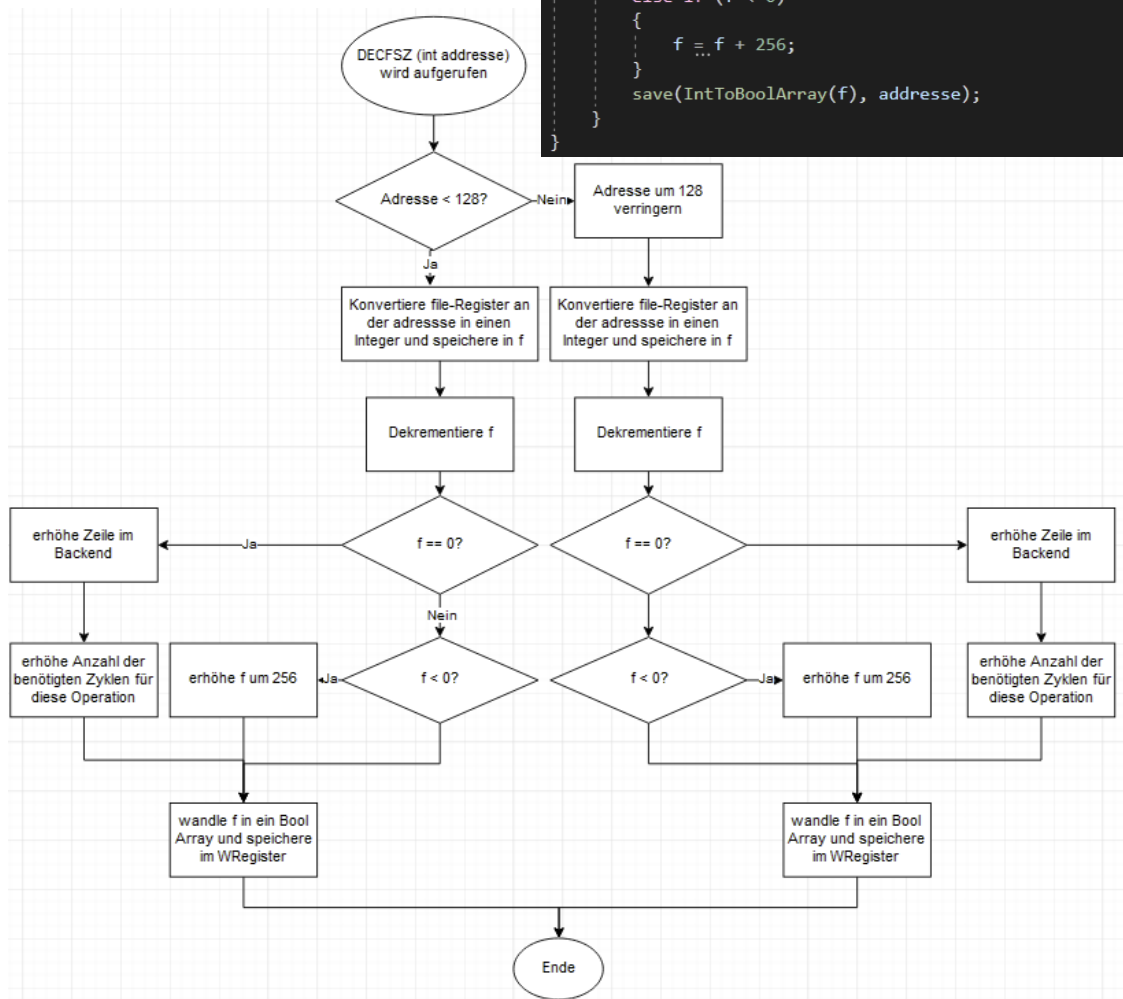 else if (f < 0)
{
f = f + 256;
}
save(IntToBoolArray(f), addresse);
}
}
DECFSZ (int addresse)
wird aufgerufen
Adresse < 128?
Nein
Adresse um 128
verringern
Ja
Konvertiere file-Register an
der adressse in einen
Integer und speichere in f
Konvertiere file-Register an
der adressse in einen
Integer und speichere in f
Dekrementiere f
Dekrementiere f
erhöhe Zeile im
Backend
Ja
f == 0?
f == 0?
erhöhe Zeile im
Backend
Nein
erhöhe Anzahl der
benötigten Zyklen für
diese Operation
erhöhe f um 256
Ja
f < 0?
f < 0?
Ja
erhöhe f um 256
erhöhe Anzahl der
benötigten Zyklen für
diese Operation
wandle f in ein Bool
Array und speichere
im WRegister
wandle f in ein Bool
Array und speichere
im WRegister
Ende